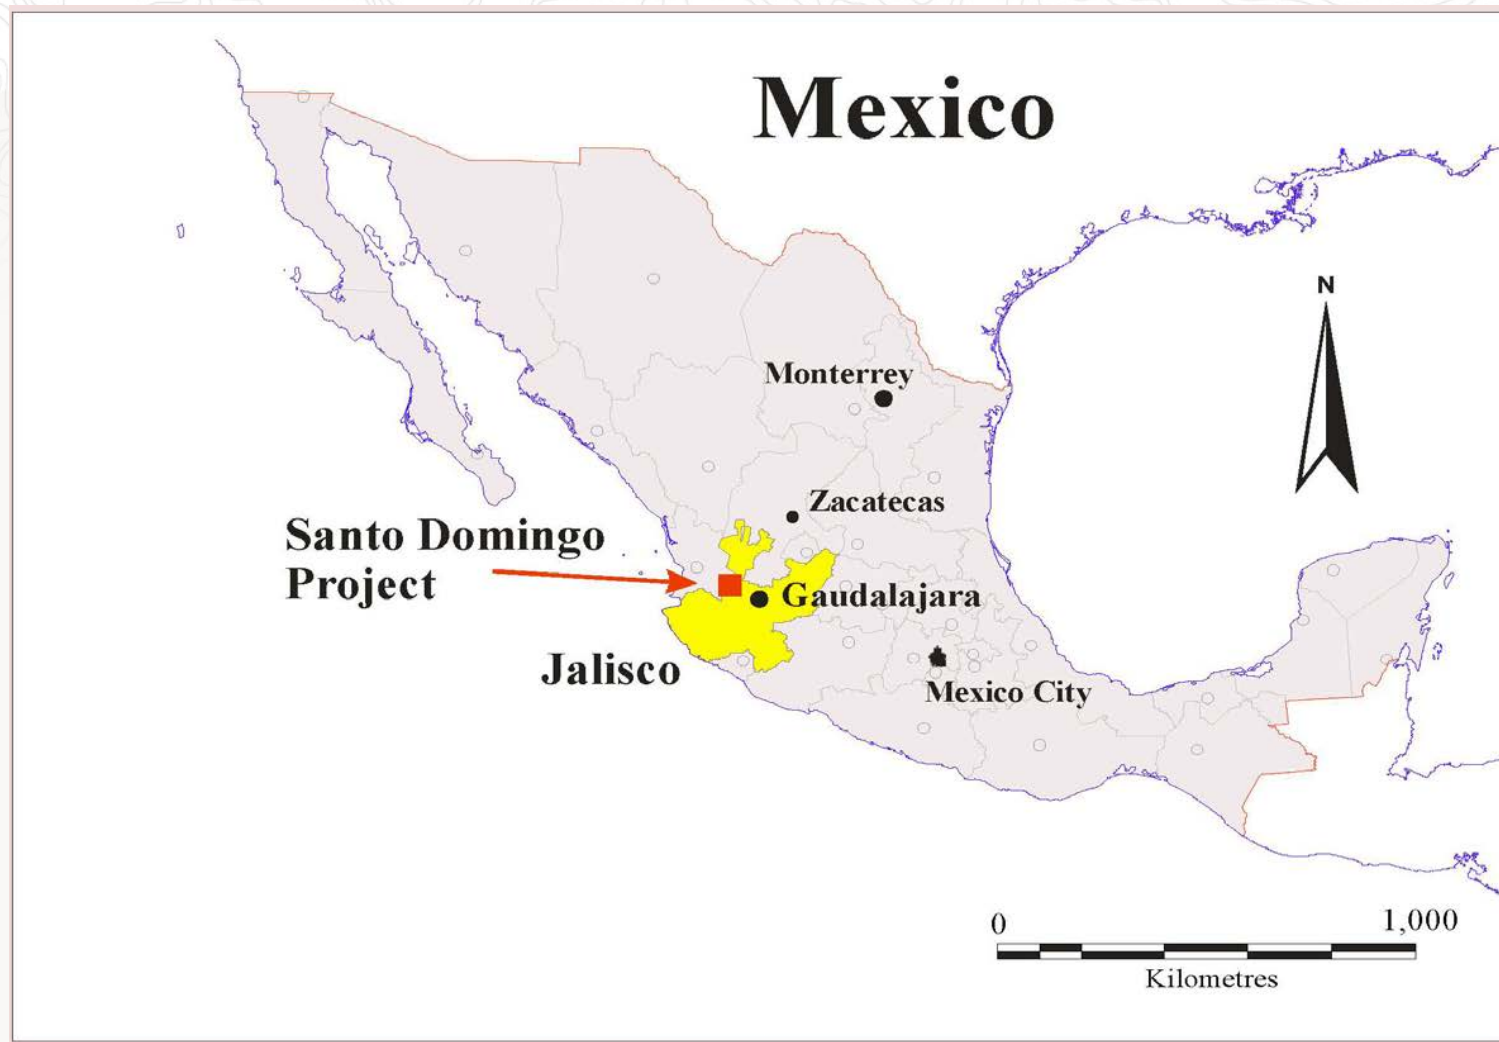 Mexico
N
Monterrey
Zacatecas
Santo Domingo
Project
Gaudalajara
Jalisco
Mexico City
0 1,000
Kilometres